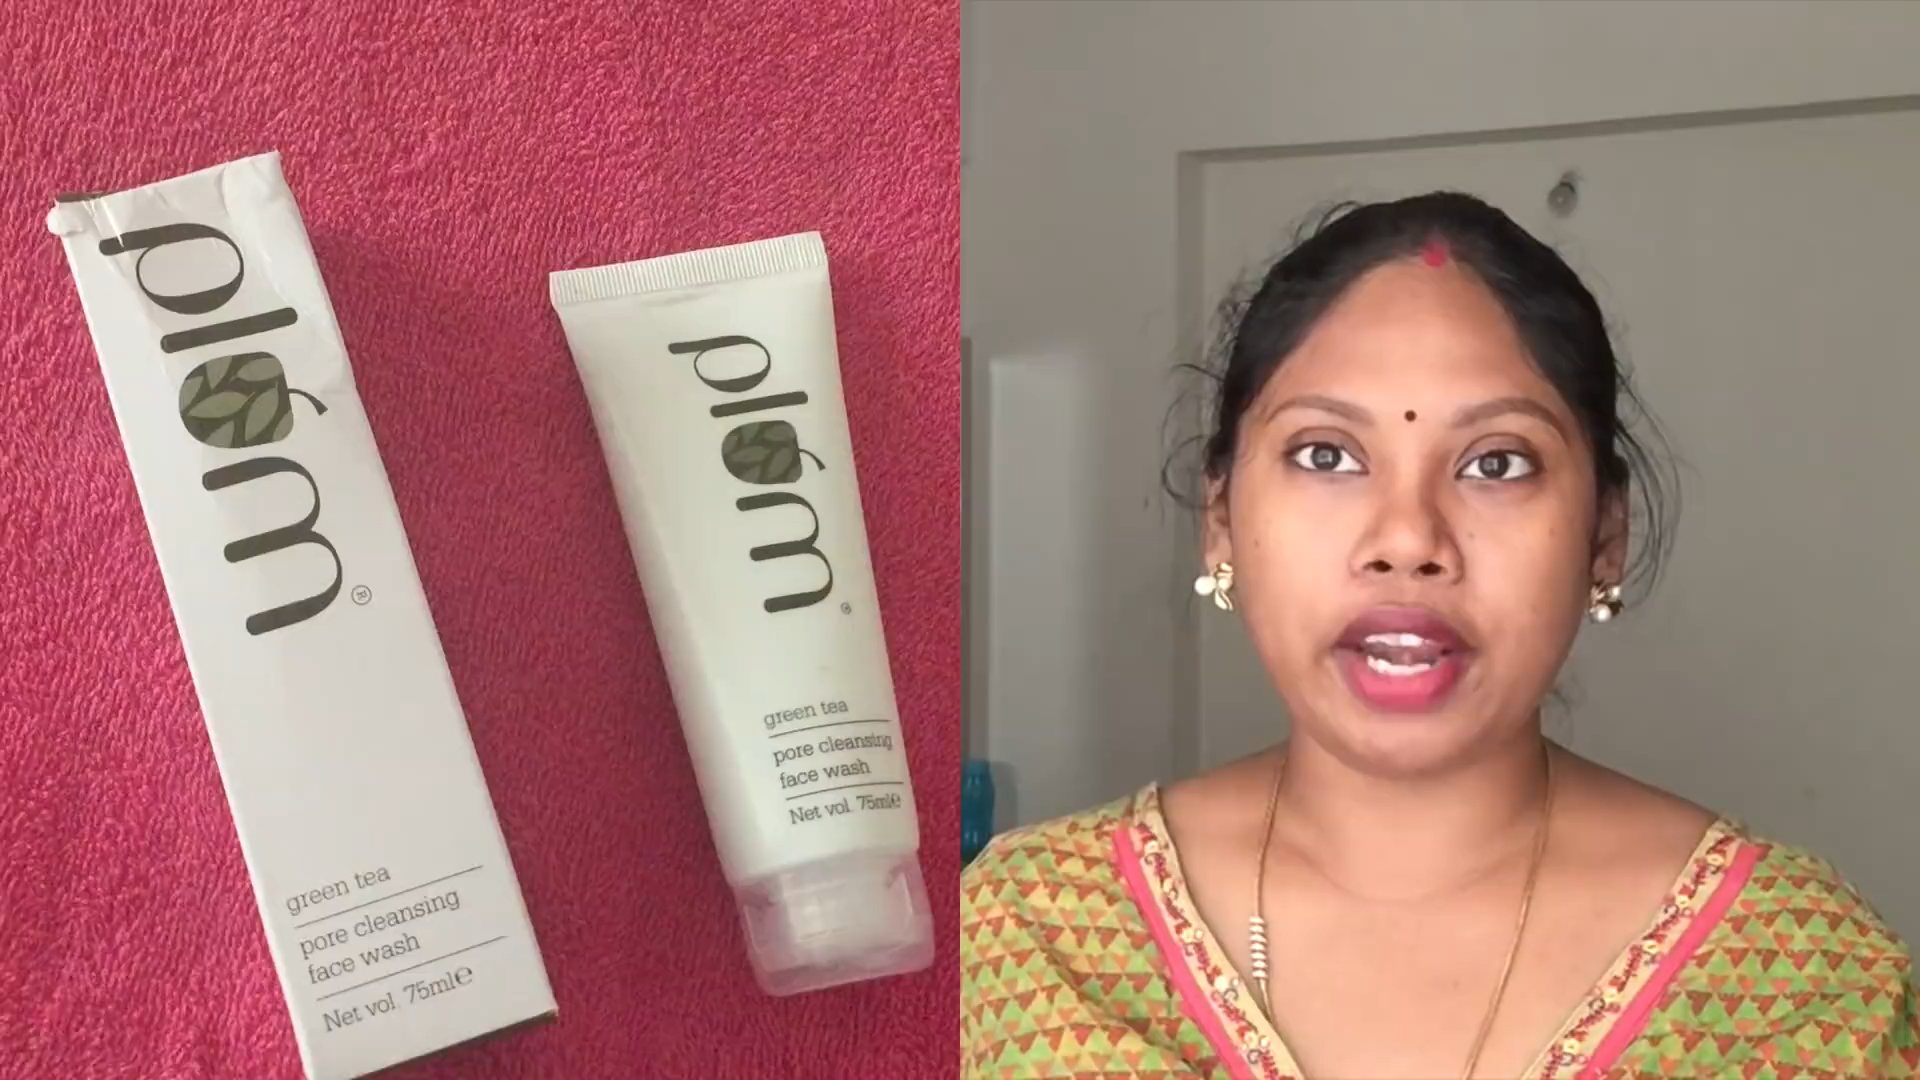 plum®
green tea
pore cleansing
face wash
Net vol. 75ml℮
plum®
green tea
pore cleansing
face wash
Net vol. 75ml℮